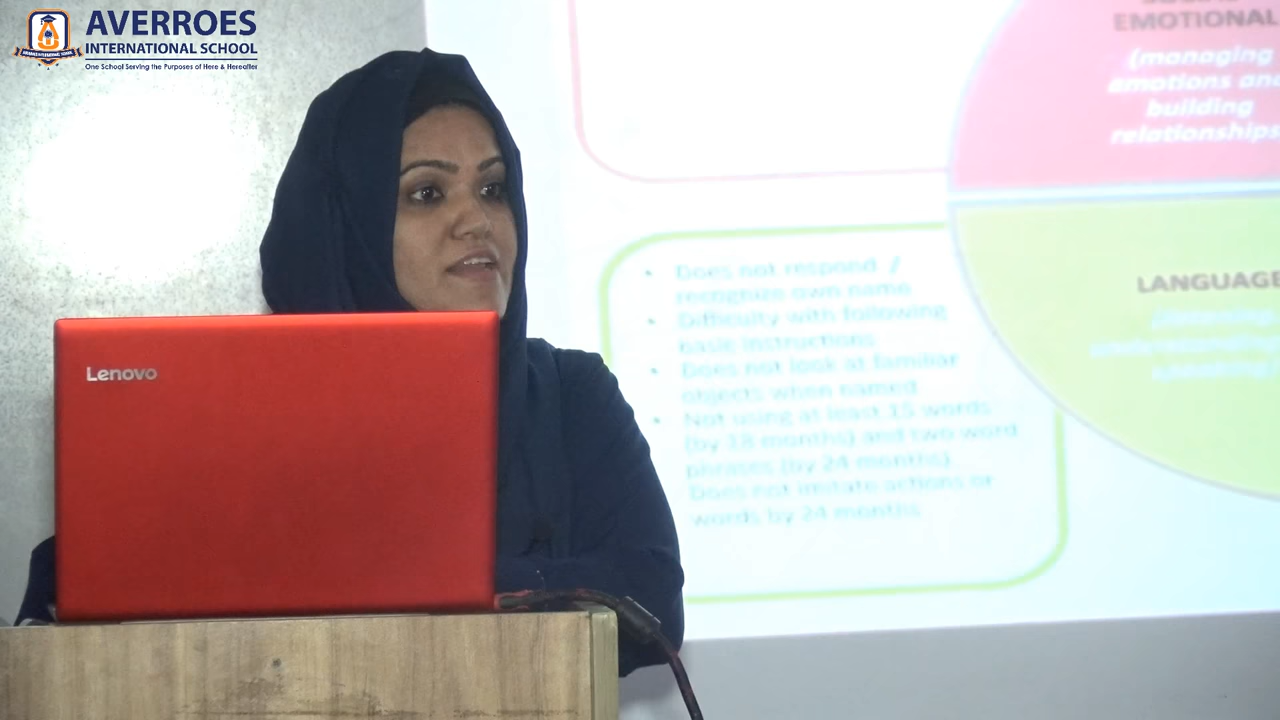 AVERROES
INTERNATIONAL SCHOOL
One School Serving the Purposes of Here & Hereafter
EMOTIONAL
(managing
emotions and
building
relationships
• Does not respond /
recognize own name
• Difficulty with following
basic instructions
• Does not look at familiar
objects when named
• Not using at least 15 words
(by 18 months) and two word
phrases (by 24 months)
Does not imitate actions or
words by 24 months
LANGUAGE
Lenovo